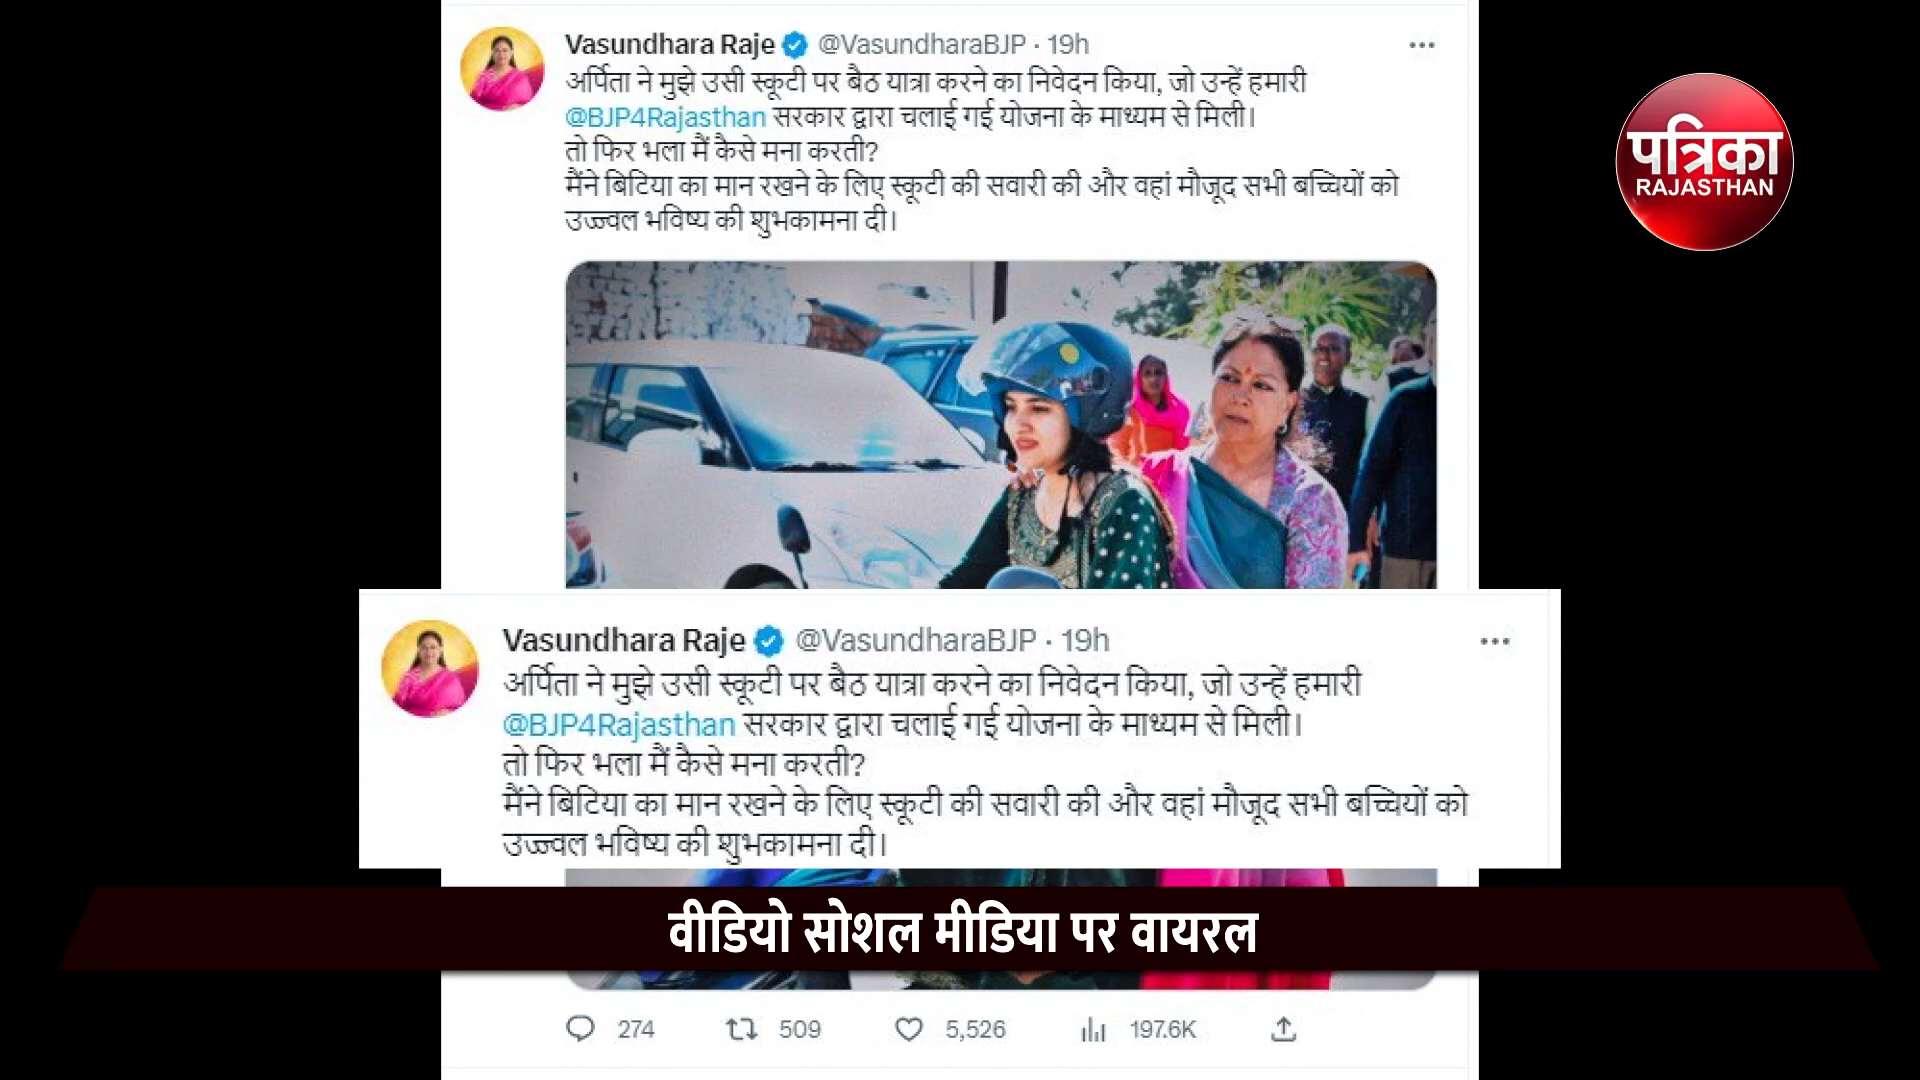 Vasundhara Raje @VasundharaBJP · 19h
अर्पिता ने मुझे उसी स्कूटी पर बैठ यात्रा करने का निवेदन किया, जो उन्हें हमारी
@BJP4Rajasthan सरकार द्वारा चलाई गई योजना के माध्यम से मिली।
तो फिर भला मैं कैसे मना करती?
मैंने बिटिया का मान रखने के लिए स्कूटी की सवारी की और वहां मौजूद सभी बच्चियों को
उज्ज्वल भविष्य की शुभकामना दी।
पत्रिका
RAJASTHAN
Vasundhara Raje @VasundharaBJP · 19h
अर्पिता ने मुझे उसी स्कूटी पर बैठ यात्रा करने का निवेदन किया, जो उन्हें हमारी
@BJP4Rajasthan सरकार द्वारा चलाई गई योजना के माध्यम से मिली।
तो फिर भला मैं कैसे मना करती?
मैंने बिटिया का मान रखने के लिए स्कूटी की सवारी की और वहां मौजूद सभी बच्चियों को
उज्ज्वल भविष्य की शुभकामना दी।
वीडियो सोशल मीडिया पर वायरल
274 509 5,526 197.6K